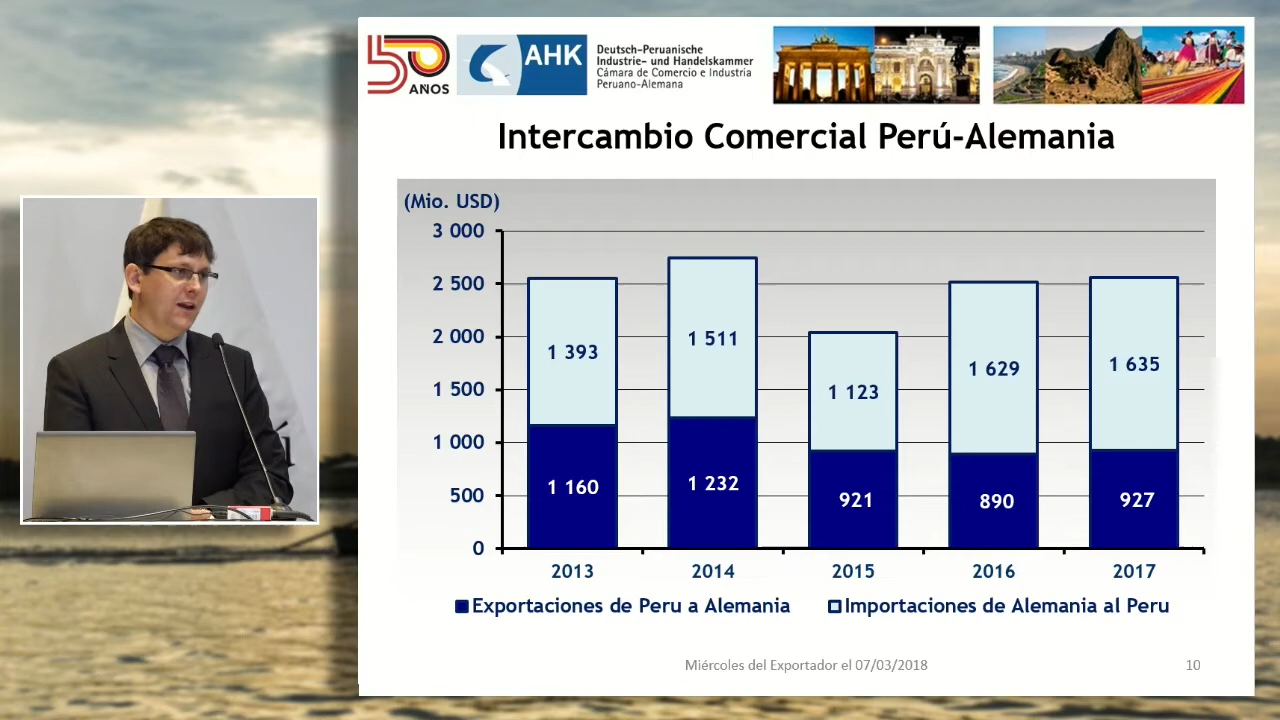 50
AÑOS
AHK
Deutsch-Peruanische
Industrie- und Handelskammer
Cámara de Comercio e Industria
Peruano-Alemana
Intercambio Comercial Perú-Alemania
(Mio. USD)
3 000
2 500
2 000
1 500
1 000
500
0
1 393
1 511
1 123
1 629
1 635
1 160
1 232
921
890
927
2013
2014
2015
2016
2017
Exportaciones de Peru a Alemania
Importaciones de Alemania al Peru
Miércoles del Exportador el 07/03/2018
10